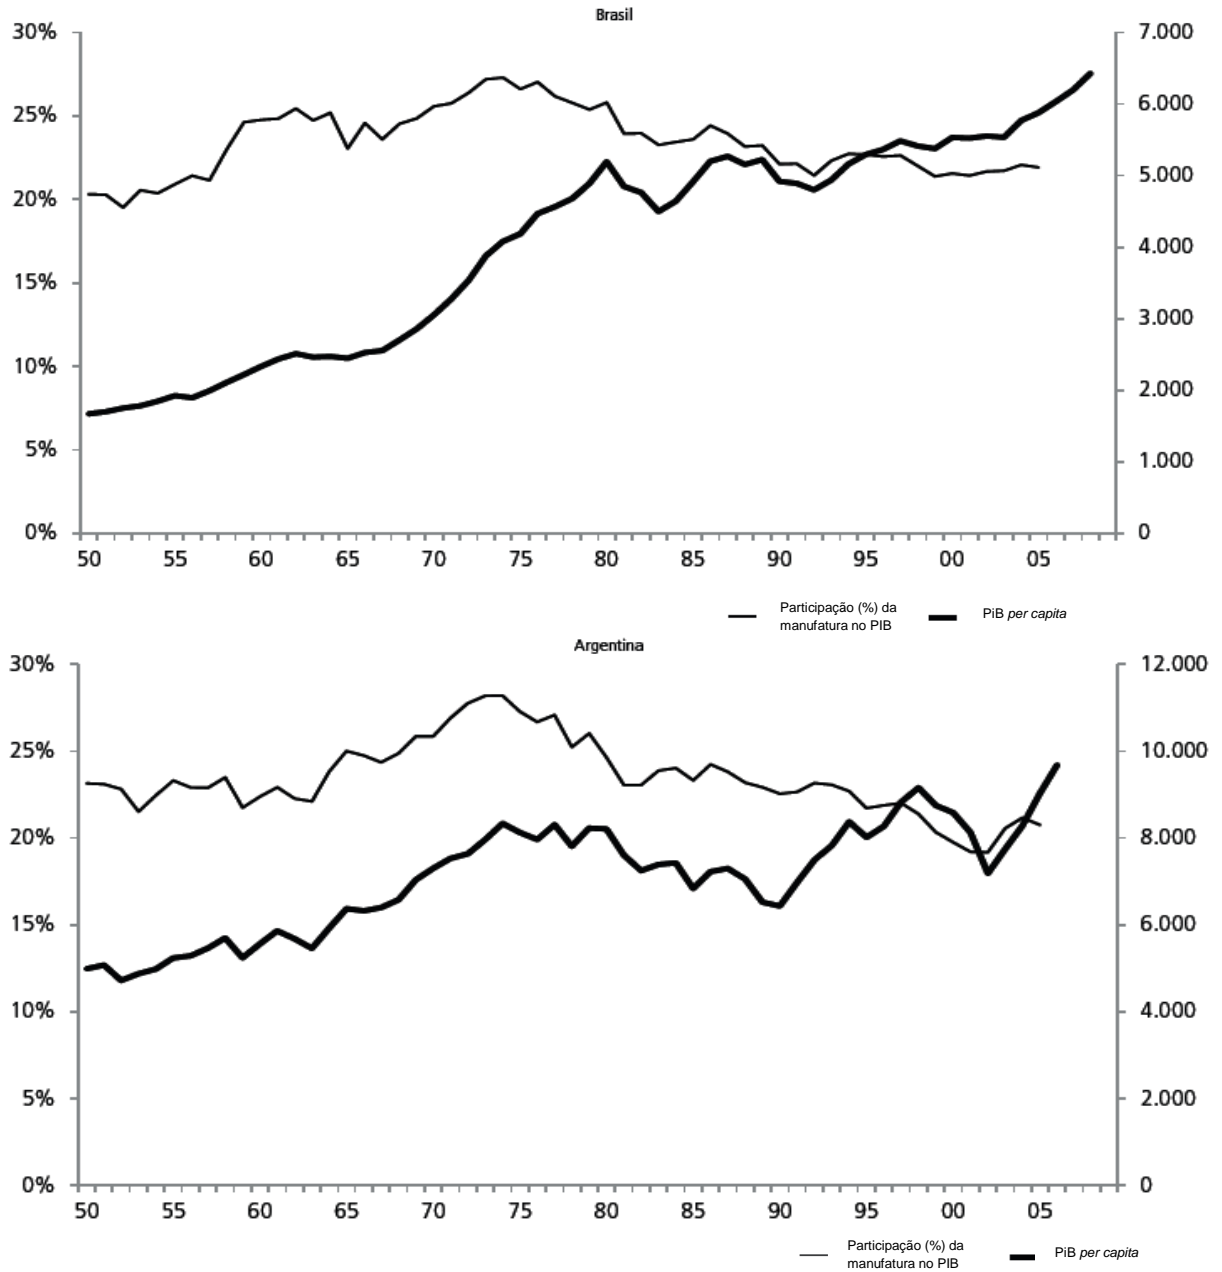 Brasil
30%
25%
20%
15%
10%
5%
0%
7.000
6.000
5.000
4.000
3.000
2.000
1.000
0
50 55 60 65 70 75 80 85 90 95 00 05
Participação (%) da
manufatura no PIB
PiB per capita
Argentina
30%
25%
20%
15%
10%
5%
0%
12.000
10.000
8.000
6.000
4.000
2.000
0
50 55 60 65 70 75 80 85 90 95 00 05
Participação (%) da
manufatura no PIB
PiB per capita